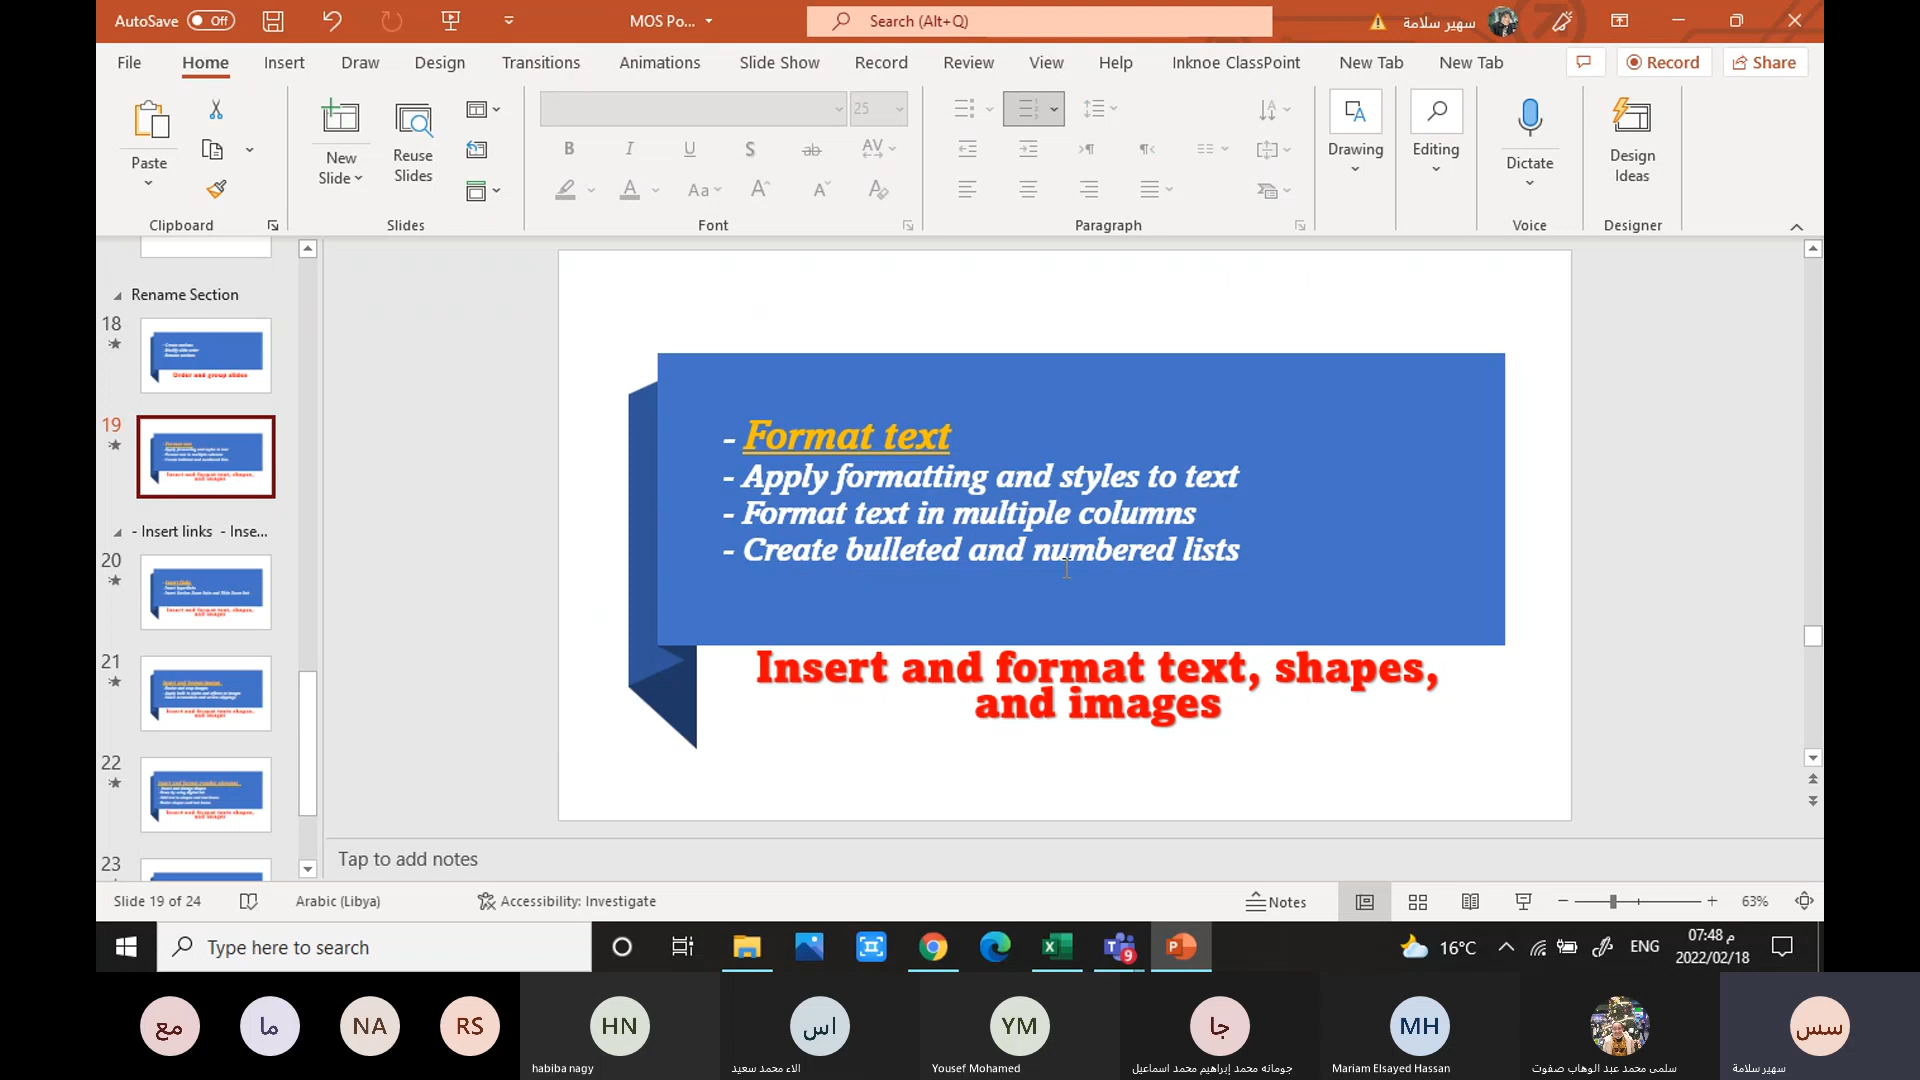 AutoSave Off
MOS Po...
Search (Alt+Q)
سهير سلامة
File Home Insert Draw Design Transitions Animations Slide Show Record Review View Help Inknoe ClassPoint New Tab New Tab
Record
Share
25
Paste
New Slide
Reuse Slides
Drawing
Editing
Dictate
Design Ideas
Clipboard
Slides
Font
Paragraph
Voice
Designer
Rename Section
18
Order and group slides
19
- Insert links - Inse...
20
21
22
23
- Format text
- Apply formatting and styles to text
- Format text in multiple columns
- Create bulleted and numbered lists
Insert and format text, shapes,
and images
Tap to add notes
Slide 19 of 24
Arabic (Libya)
Accessibility: Investigate
Notes
63%
Type here to search
9
16°C
ENG
07:48 م
2022/02/18
مع
ما
NA
RS
HN
اس
YM
جا
MH
سس
habiba nagy
الاء محمد سعيد
Yousef Mohamed
جومانه محمد إبراهيم محمد اسماعيل
Mariam Elsayed Hassan
سلمى محمد عبد الوهاب صفوت
سهير سلامة